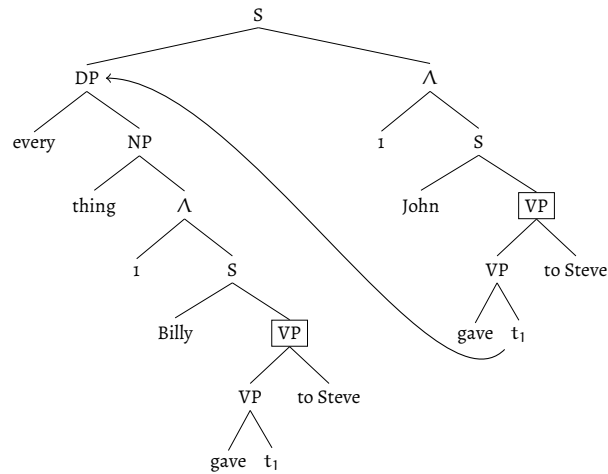 S
DP Λ
every NP 1 S
thing Λ John VP
1 S VP to Steve
Billy VP gave t1
VP to Steve
gave t1